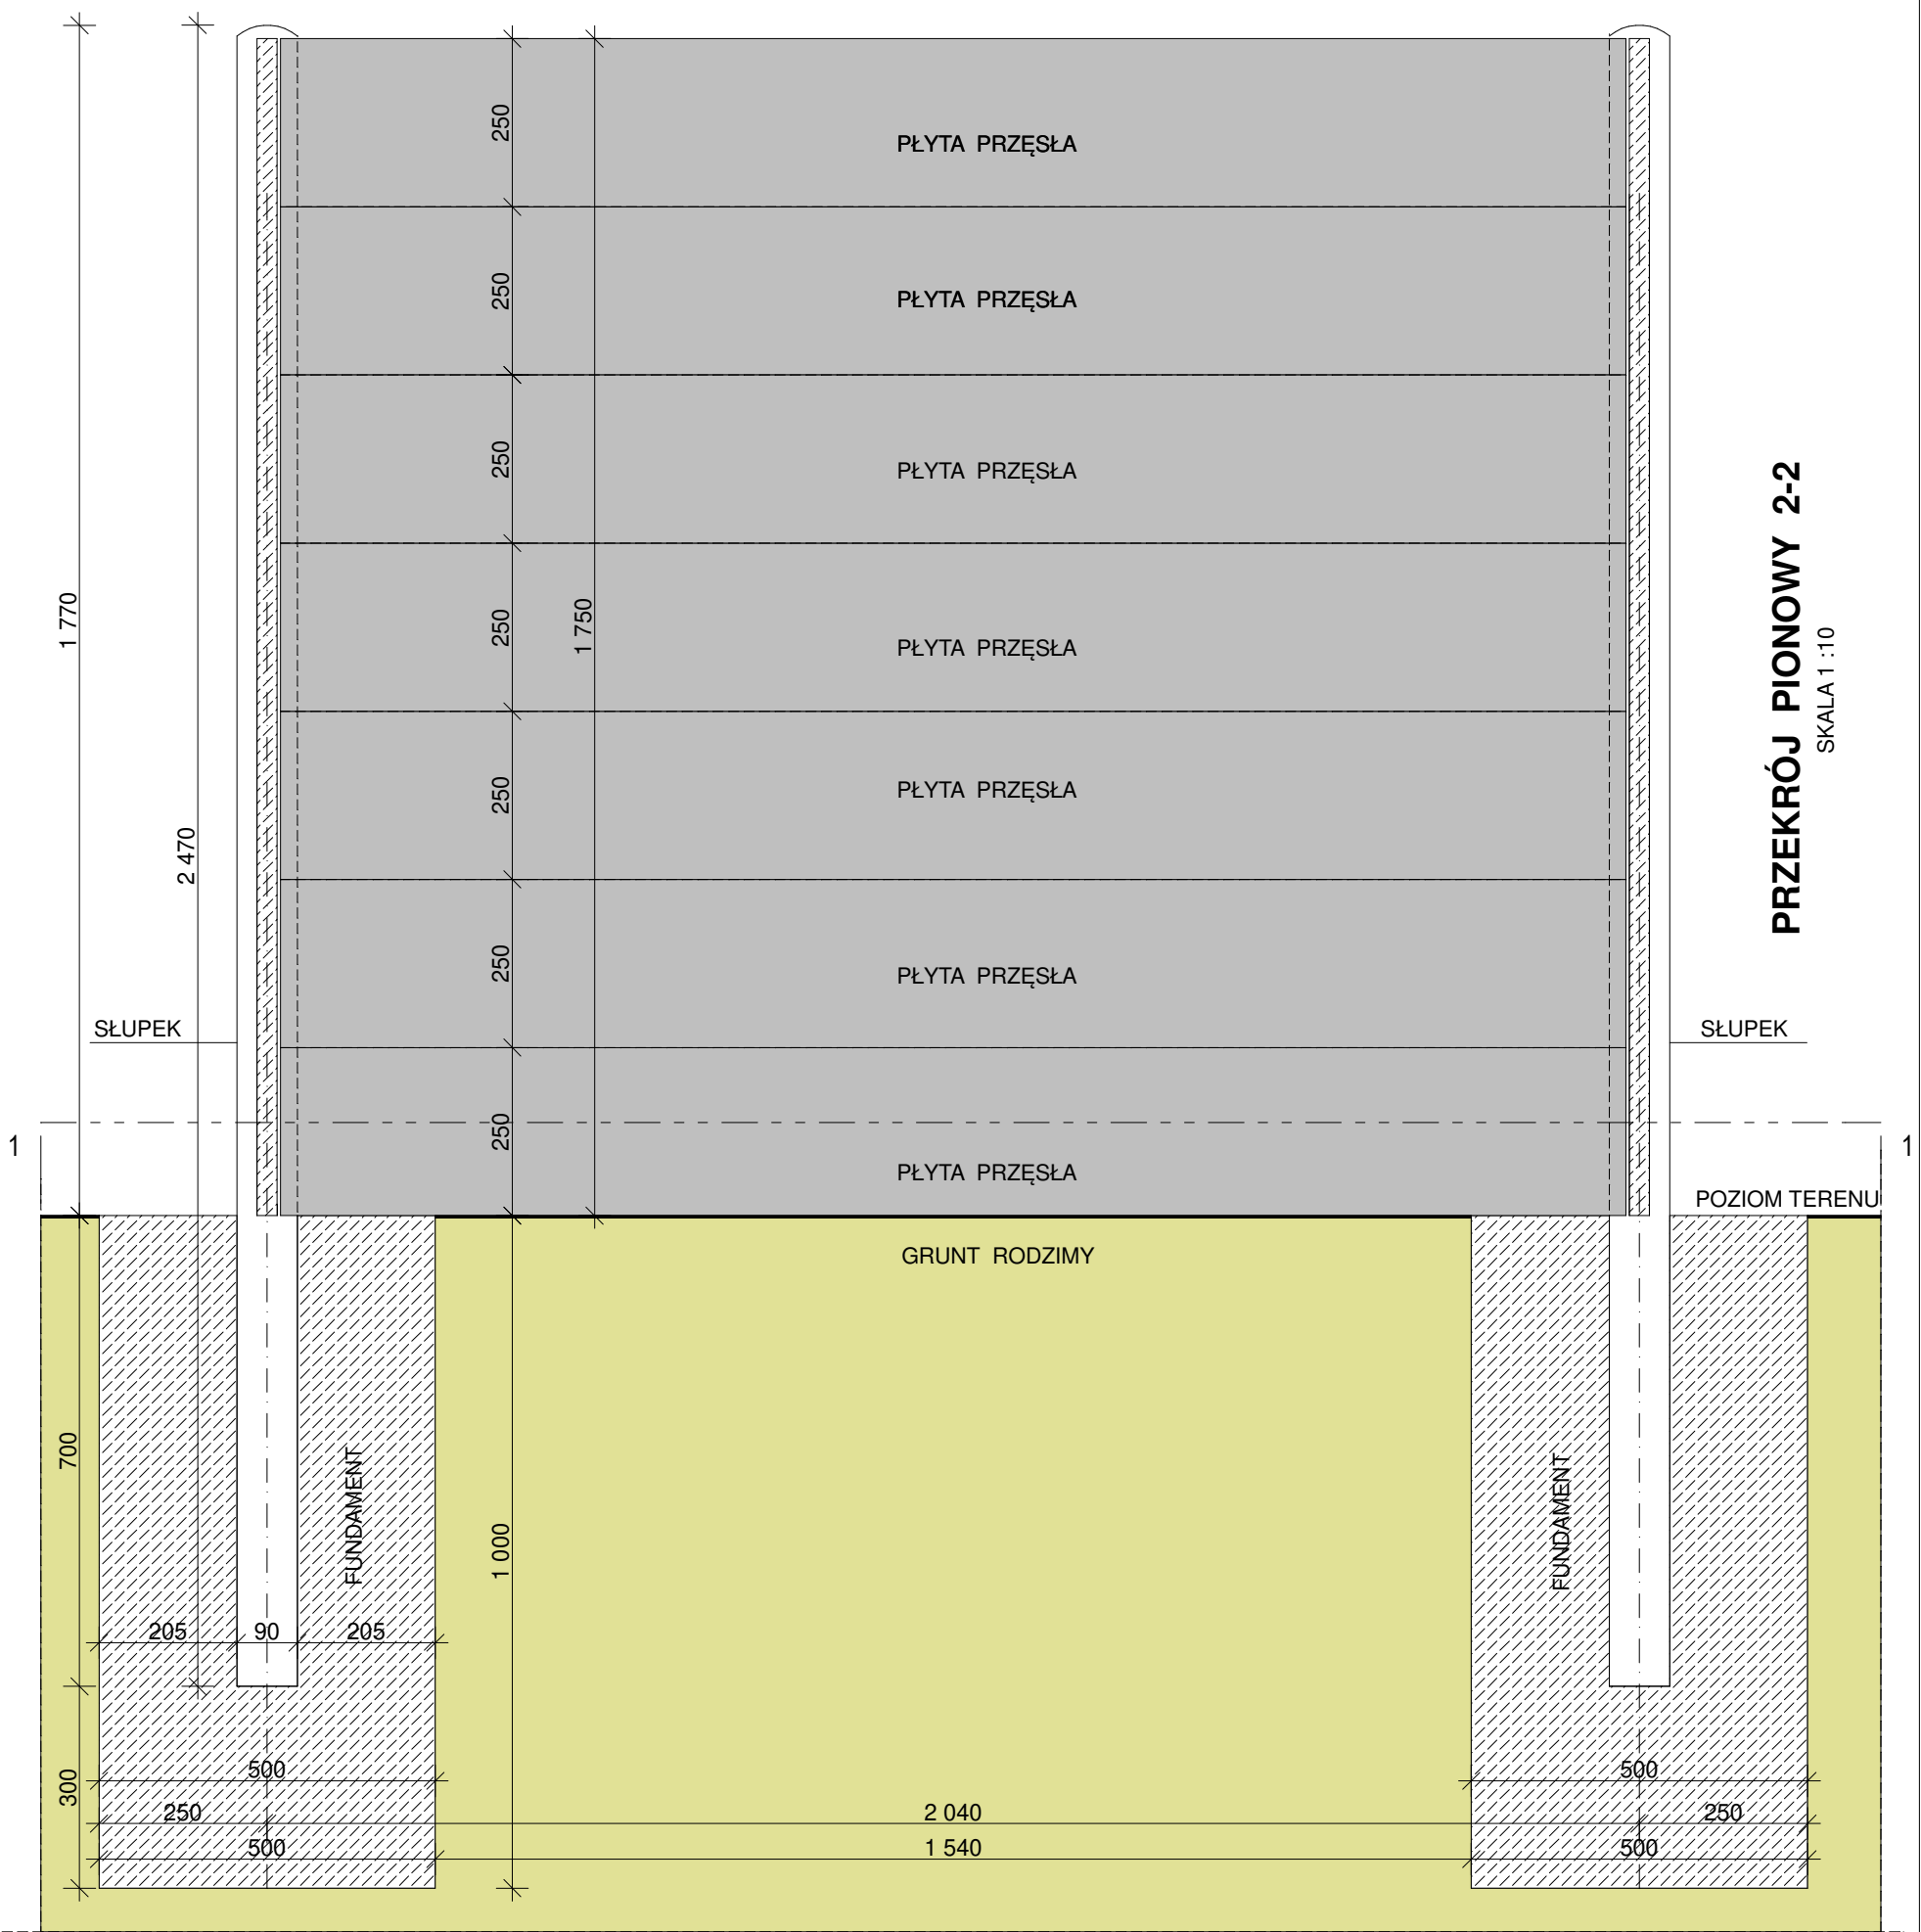 250
PŁYTA PRZĘSŁA
250
PŁYTA PRZĘSŁA
250
PŁYTA PRZĘSŁA
1 770
250
1 750
PŁYTA PRZĘSŁA
2 470
250
PŁYTA PRZĘSŁA
250
PŁYTA PRZĘSŁA
PRZEKRÓJ PIONOWY 2-2
SKALA 1 :10
SŁUPEK
SŁUPEK
1
250
1
PŁYTA PRZĘSŁA
POZIOM TERENU
GRUNT RODZIMY
700
FUNDAMENT
1 000
FUNDAMENT
205 90 205
300
500
500
250
2 040
250
500
1 540
500